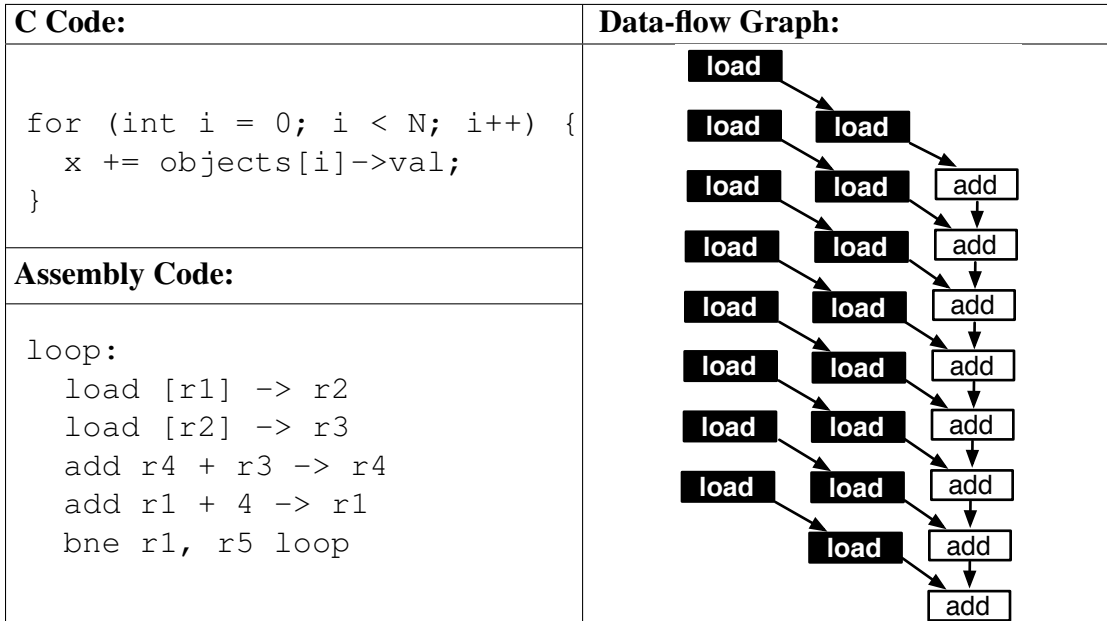 C Code:
for (int i = 0; i < N; i++) {
x += objects[i]->val;
}
Assembly Code:
loop:
load [r1] -> r2
load [r2] -> r3
add r4 + r3 -> r4
add r1 + 4 -> r1
bne r1, r5 loop
Data-flow Graph:
load
load load
add
load load
add
load load
add
load load
add
load load
add
load load
add
load load
add
load
add